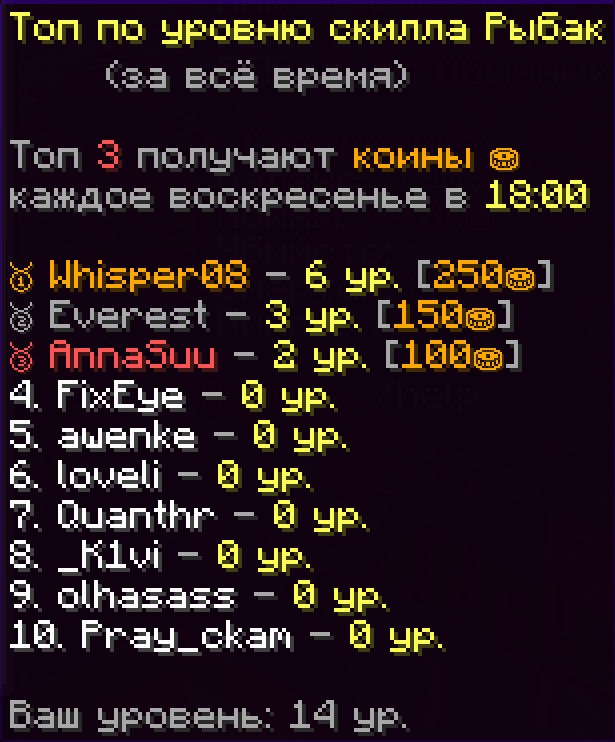 Топ по уровню скилла Рыбак
(за всё время)
Топ 3 получают коины
каждое воскресенье в 18:00
1 Whisper08 – 6 ур. [250]
2 Everest – 3 ур. [150]
3 AnnaSuu – 2 ур. [100]
4. FixEye – 0 ур.
5. awenke – 0 ур.
6. loveli – 0 ур.
7. Quanthr – 0 ур.
8. _K1vi – 0 ур.
9. olhasass – 0 ур.
10. Pray_ckam – 0 ур.
Ваш уровень: 14 ур.